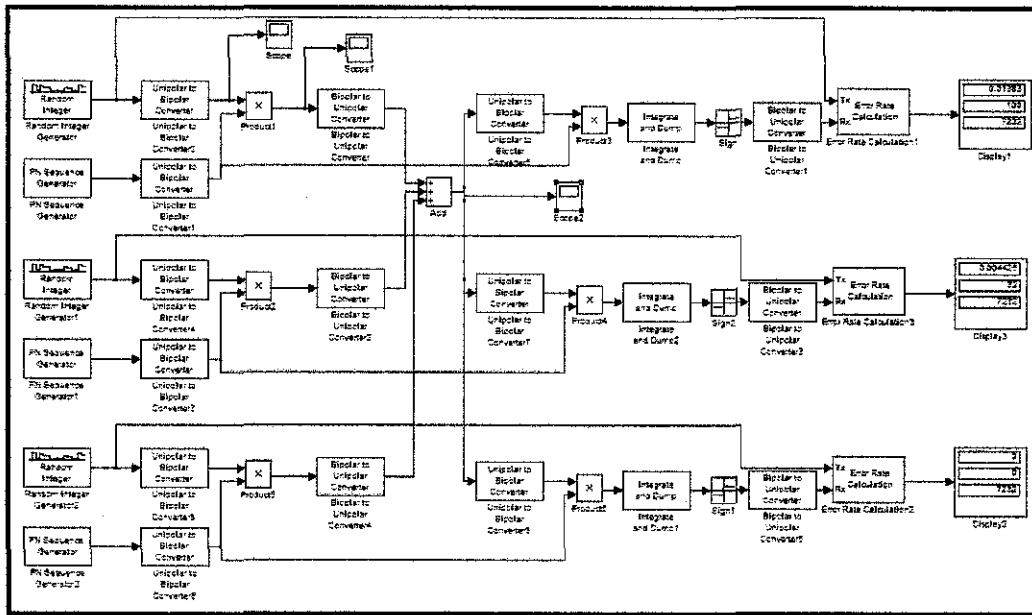 Scope
Scope1
Random
Integer
Random Integer
Generator
Unipolar to
Bipolar
Converter
Unipolar to
Bipolar
×
Product1
Bipolar to
Unipolar
Converter
Bipolar to
Unipolar
Converter
Unipolar to
Bipolar
Converter
Unipolar to
Bipolar
×
Product3
Integrate
and Dump
Integrate
and Dump
Sign
Bipolar to
Unipolar
Converter
Bipolar to
Unipolar
Converter1
Tx
Rx
Error Rate
Calculation
Error Rate Calculation1
7232
Display1
PN Sequence
Generator
PN Sequence
Generator
Unipolar to
Bipolar
Converter
Unipolar to
Bipolar
Converter1
+
+
+
Add
Scope2
Random
Integer
Random Integer
Generator1
Unipolar to
Bipolar
Converter
Unipolar to
Bipolar
Converter4
×
Product2
Bipolar to
Unipolar
Converter
Bipolar to
Unipolar
Unipolar to
Bipolar
Converter
Unipolar to
Bipolar
Converter7
×
Product4
Integrate
and Dump
Integrate
and Dump2
Sign2
Bipolar to
Unipolar
Converter
Bipolar to
Unipolar
Converter3
Tx
Rx
Error Rate
Calculation
Error Rate Calculation3
Display3
PN Sequence
Generator
PN Sequence
Generator1
Unipolar to
Bipolar
Converter
Unipolar to
Bipolar
Random
Integer
Random Integer
Generator2
Unipolar to
Bipolar
Converter
Unipolar to
Bipolar
×
Bipolar to
Unipolar
Converter
Bipolar to
Unipolar
Converter4
Unipolar to
Bipolar
Converter
Unipolar to
Bipolar
×
Product5
Integrate
and Dump
Integrate
and Dump1
Sign1
Bipolar to
Unipolar
Converter
Bipolar to
Unipolar
Converter5
Tx
Rx
Error Rate
Calculation
Error Rate Calculation2
0
0
7232
Display2
PN Sequence
Generator
PN Sequence
Generator2
Unipolar to
Bipolar
Converter
Unipolar to
Bipolar